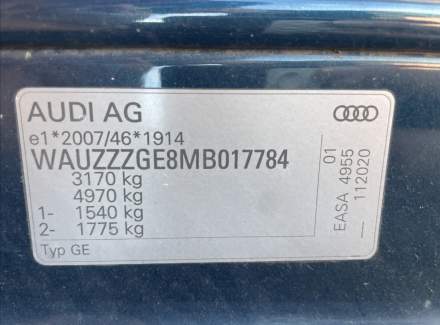 AUDI AG
e1*2007/46*1914
WAUZZZGE8MB017784
3170 kg
4970 kg
1- 1540 kg
2- 1775 kg
Typ GE
EASA 4955 01
— 112020